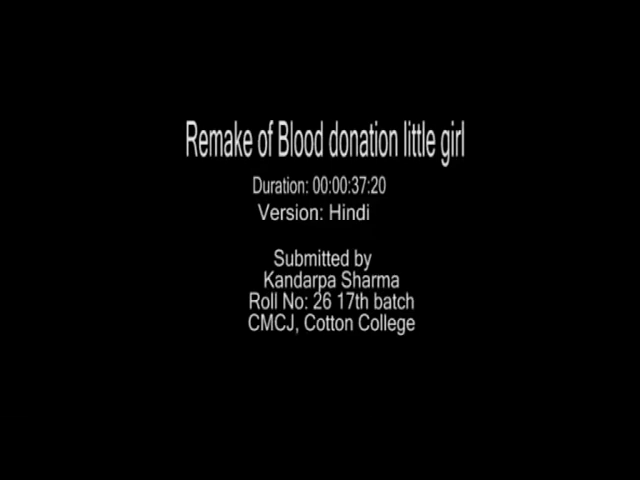 Remake of Blood donation little girl
Duration: 00:00:37:20
Version: Hindi
Submitted by
Kandarpa Sharma
Roll No: 26 17th batch
CMCJ, Cotton College